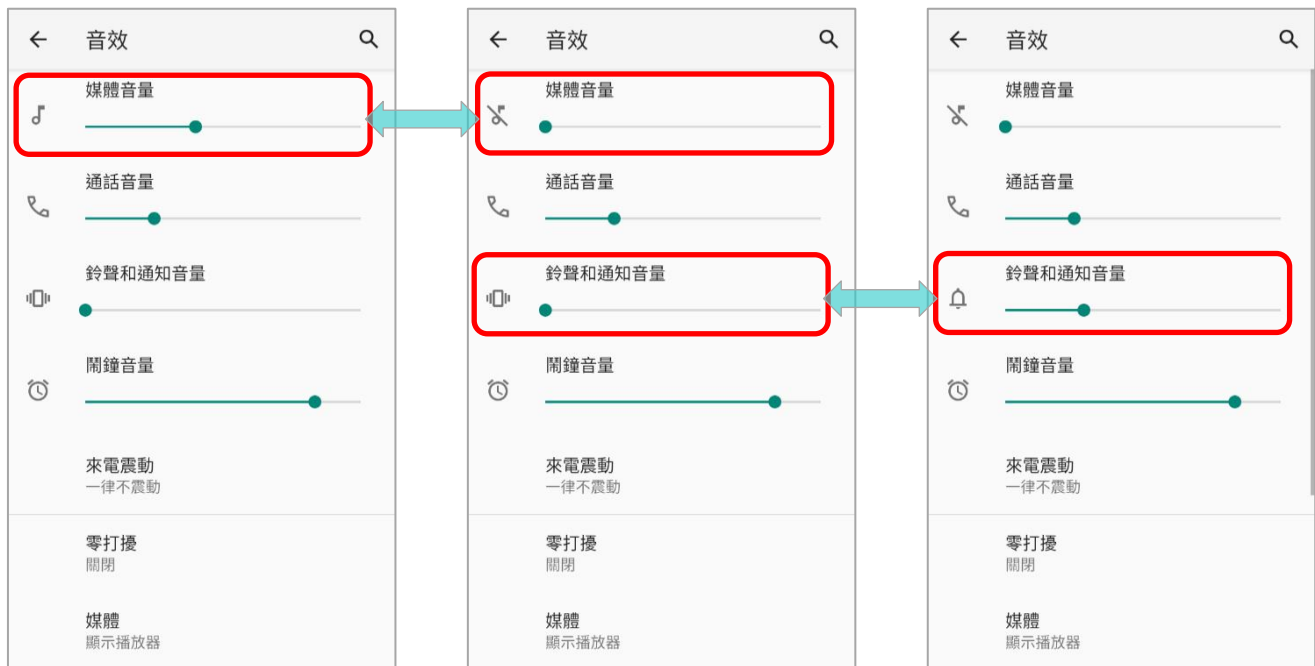 音效
媒體音量
通話音量
鈴聲和通知音量
鬧鐘音量
來電震動
一律不震動
零打擾
關閉
媒體
顯示播放器
音效
媒體音量
通話音量
鈴聲和通知音量
鬧鐘音量
來電震動
一律不震動
零打擾
關閉
媒體
顯示播放器
音效
媒體音量
通話音量
鈴聲和通知音量
鬧鐘音量
來電震動
一律不震動
零打擾
關閉
媒體
顯示播放器